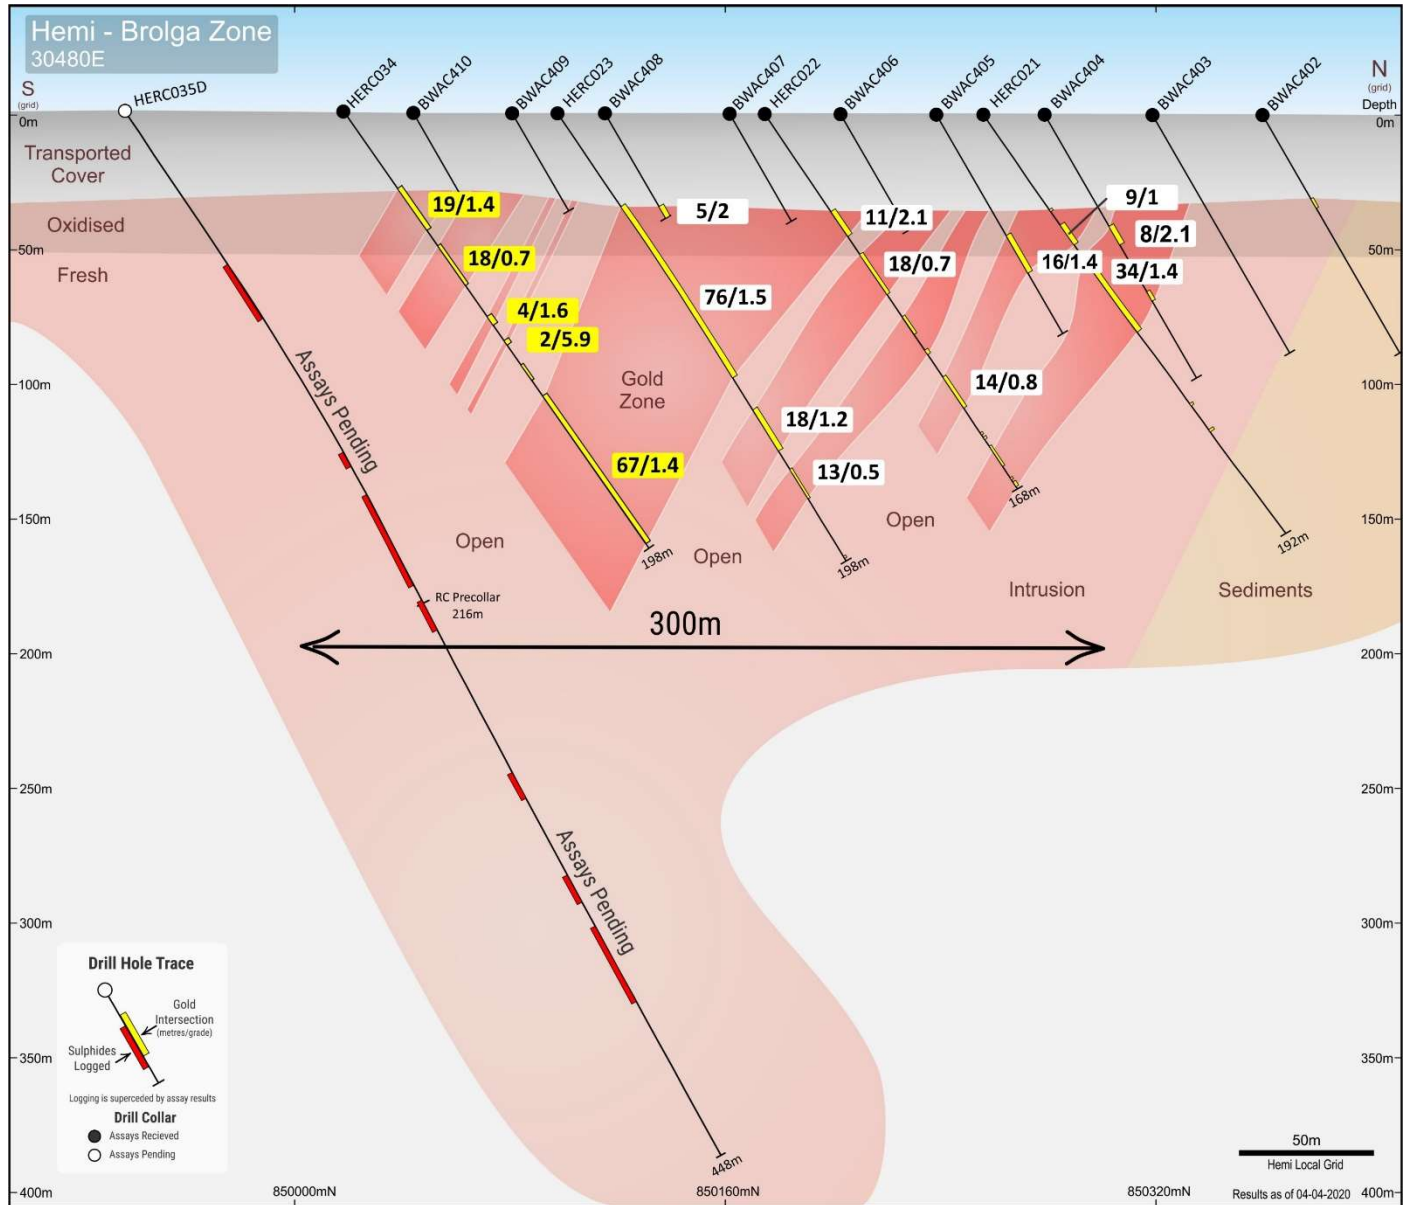 Hemi - Brolga Zone
30480E
S
(grid)
N
(grid)
Depth
HERC035D
HERC034
BWAC410
BWAC409
HERC023
BWAC408
BWAC407
HERC022
BWAC406
BWAC405
HERC021
BWAC404
BWAC403
BWAC402
0m
0m
Transported
Cover
Oxidised
Fresh
50m
50m
100m
100m
150m
150m
200m
200m
250m
250m
300m
300m
350m
350m
400m
400m
19/1.4
18/0.7
4/1.6
2/5.9
67/1.4
5/2
76/1.5
18/1.2
13/0.5
11/2.1
18/0.7
14/0.8
9/1
16/1.4
8/2.1
34/1.4
Gold
Zone
Assays Pending
Open
Open
Open
Intrusion
Sediments
198m
198m
168m
192m
RC Precollar
216m
300m
Assays Pending
448m
Drill Hole Trace
Gold
Intersection
(metres/grade)
Sulphides
Logged
Logging is superceded by assay results
Drill Collar
Assays Recieved
Assays Pending
850000mN
850160mN
850320mN
50m
Hemi Local Grid
Results as of 04-04-2020